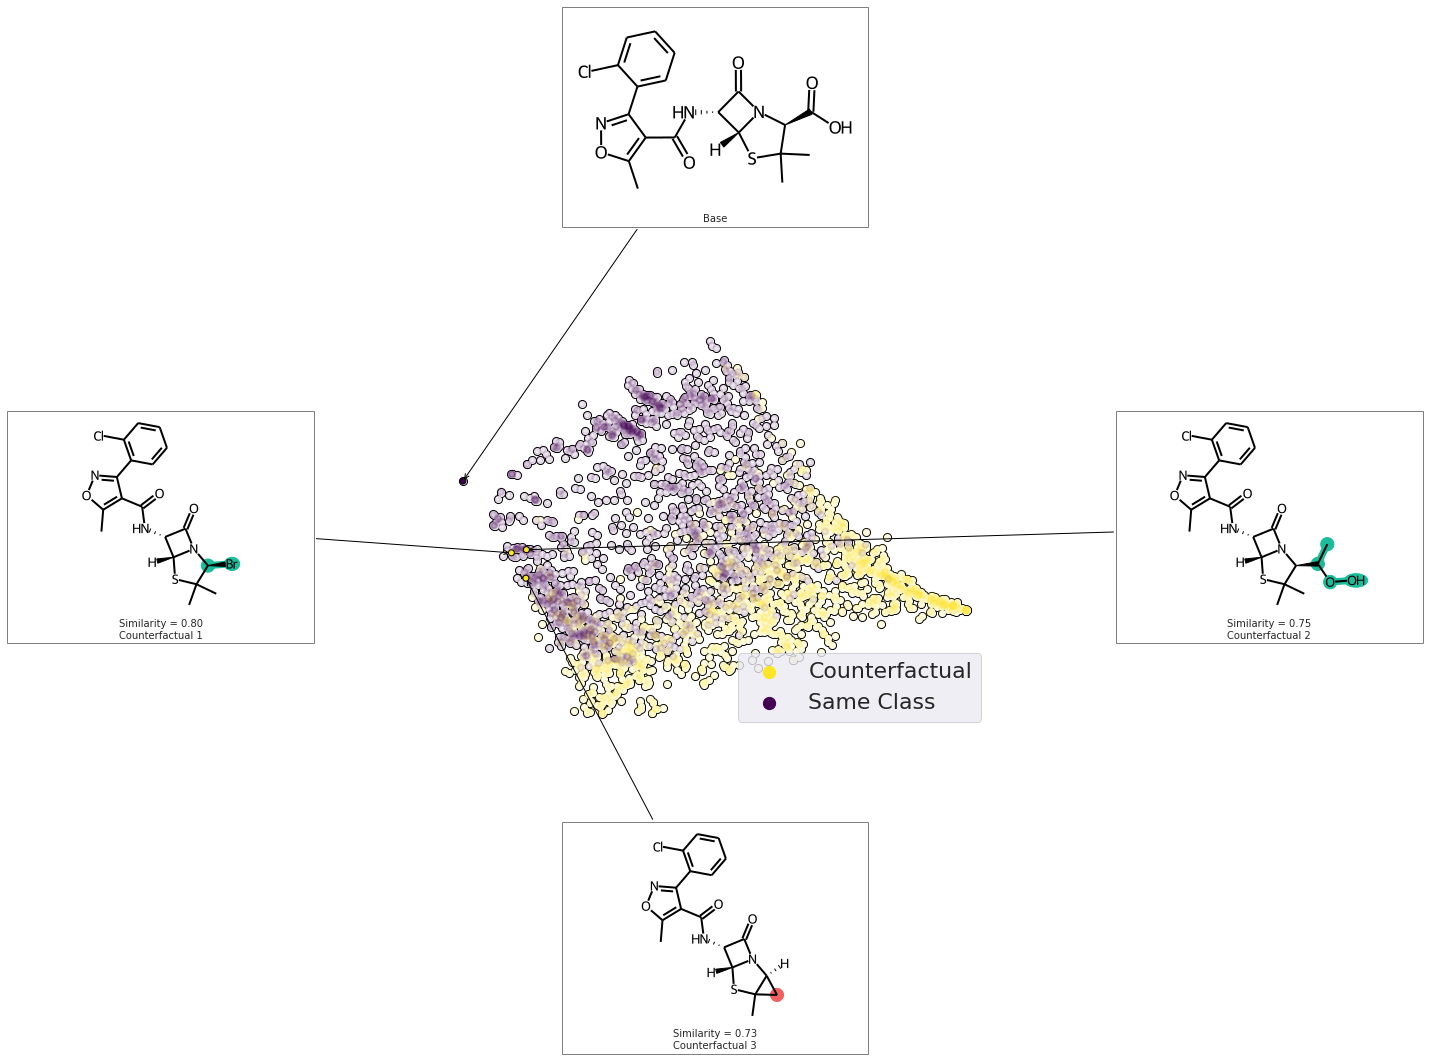 Cl
O
O
HN
N
N
OH
O
H
S
O
Base
Cl
N
O
O
O
HN
N
H
Br
S
Similarity = 0.80
Counterfactual 1
Cl
N
O
O
O
HN
N
H
S
O
OH
Similarity = 0.75
Counterfactual 2
Counterfactual
Same Class
Cl
N
O
O
O
HN
N
H
H
S
Similarity = 0.73
Counterfactual 3